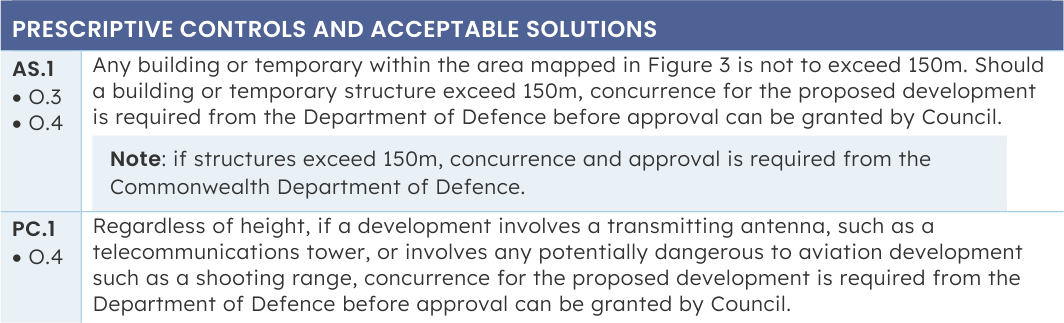 PRESCRIPTIVE CONTROLS AND ACCEPTABLE SOLUTIONS
AS.1
• O.3
• O.4
Any building or temporary within the area mapped in Figure 3 is not to exceed 150m. Should
a building or temporary structure exceed 150m, concurrence for the proposed development
is required from the Department of Defence before approval can be granted by Council.
Note: if structures exceed 150m, concurrence and approval is required from the
Commonwealth Department of Defence.
PC.1
• O.4
Regardless of height, if a development involves a transmitting antenna, such as a
telecommunications tower, or involves any potentially dangerous to aviation development
such as a shooting range, concurrence for the proposed development is required from the
Department of Defence before approval can be granted by Council.